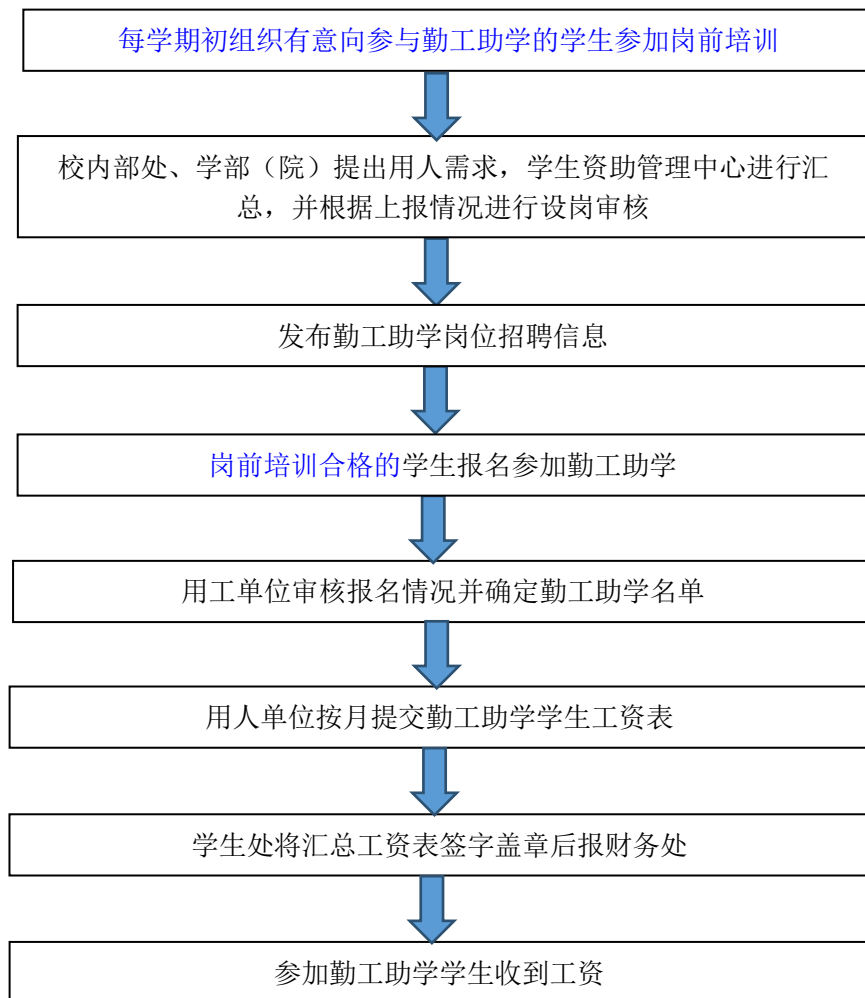 每学期初组织有意向参与勤工助学的学生参加岗前培训
校内部处、学部（院）提出用人需求，学生资助管理中心进行汇
总，并根据上报情况进行设岗审核
发布勤工助学岗位招聘信息
岗前培训合格的学生报名参加勤工助学
用工单位审核报名情况并确定勤工助学名单
用人单位按月提交勤工助学学生工资表
学生处将汇总工资表签字盖章后报财务处
参加勤工助学学生收到工资